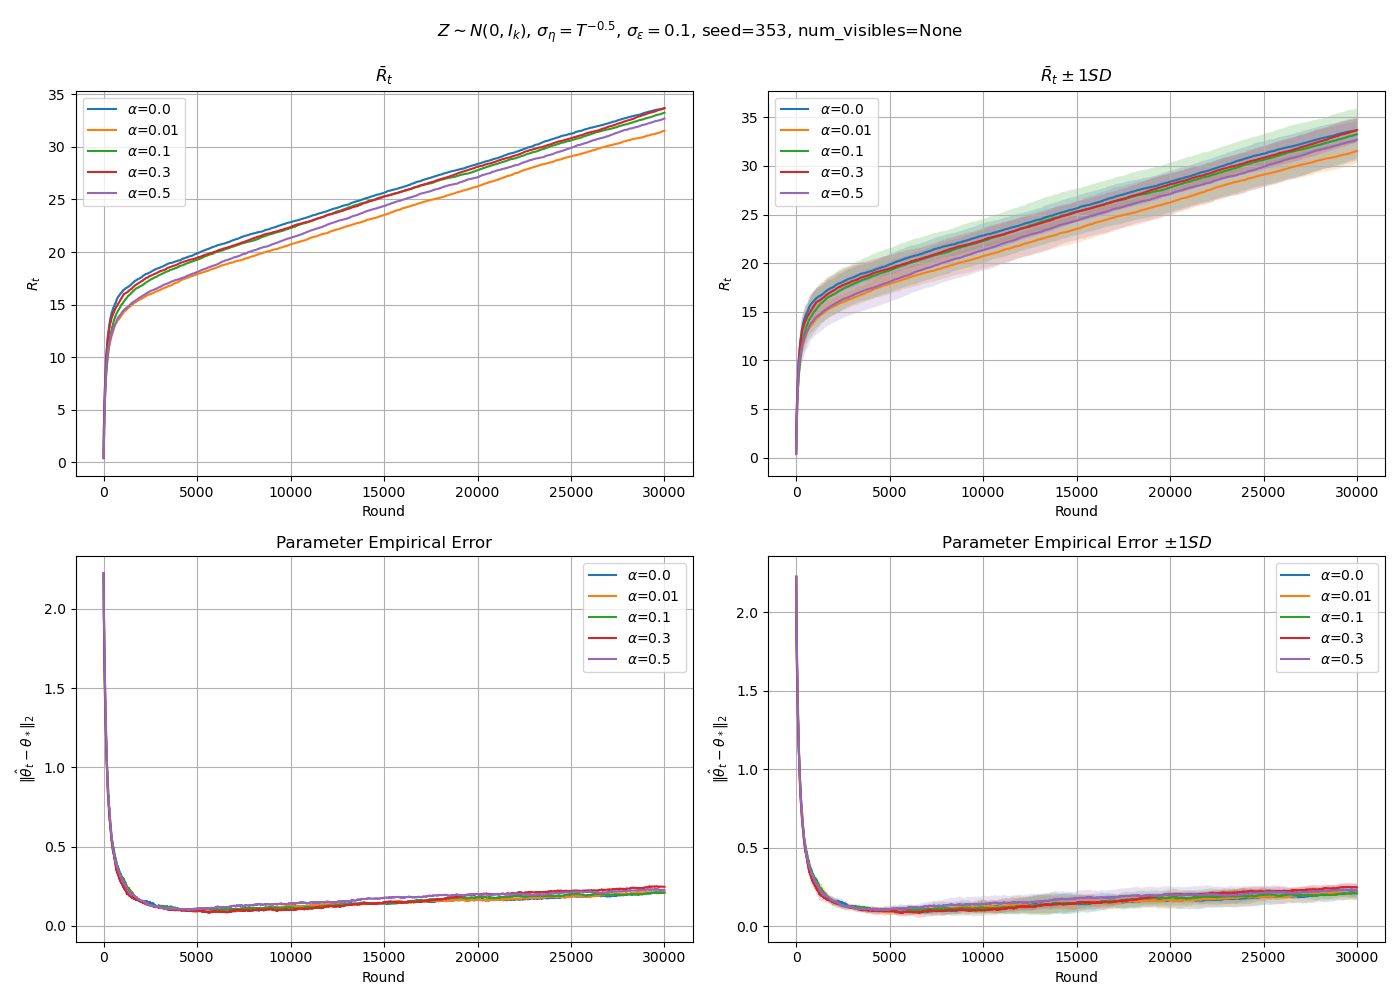 Z ~ N(0, I_k), σ_η = T^{−0.5}, σ_ε = 0.1, seed=353, num_visibles=None
R̄_t
35
30
25
20
15
10
5
0
R_t
α=0.0
α=0.01
α=0.1
α=0.3
α=0.5
0 5000 10000 15000 20000 25000 30000
Round
R̄_t ± 1SD
35
30
25
20
15
10
5
0
R_t
α=0.0
α=0.01
α=0.1
α=0.3
α=0.5
0 5000 10000 15000 20000 25000 30000
Round
Parameter Empirical Error
2.0
1.5
1.0
0.5
0.0
‖θ̂_t − θ_*‖₂
α=0.0
α=0.01
α=0.1
α=0.3
α=0.5
0 5000 10000 15000 20000 25000 30000
Round
Parameter Empirical Error ±1SD
2.0
1.5
1.0
0.5
0.0
‖θ̂_t − θ_*‖₂
α=0.0
α=0.01
α=0.1
α=0.3
α=0.5
0 5000 10000 15000 20000 25000 30000
Round